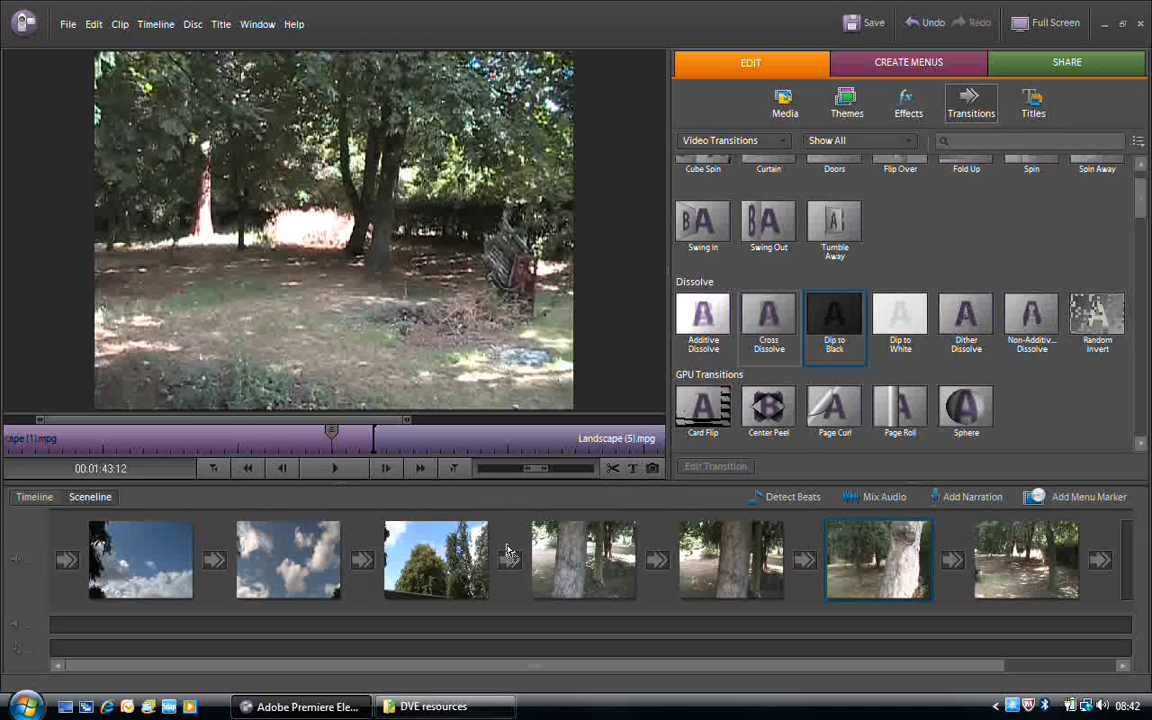 File Edit Clip Timeline Disc Title Window Help
Save Undo Redo Full Screen
EDIT CREATE MENUS SHARE
Media Themes Effects Transitions Titles
Video Transitions Show All
Cube Spin Curtain Doors Flip Over Fold Up Spin Spin Away
Swing In Swing Out Tumble Away
Dissolve
Additive Dissolve Cross Dissolve Dip to Black Dip to White Dither Dissolve Non-Additiv... Dissolve Random Invert
GPU Transitions
Card Flip Center Peel Page Curl Page Roll Sphere
cape (1).mpg Landscape (5).mpg
00:01:43:12
Edit Transition
Timeline Sceneline Detect Beats Mix Audio Add Narration Add Menu Marker
Adobe Premiere Ele... DVE resources 08:42